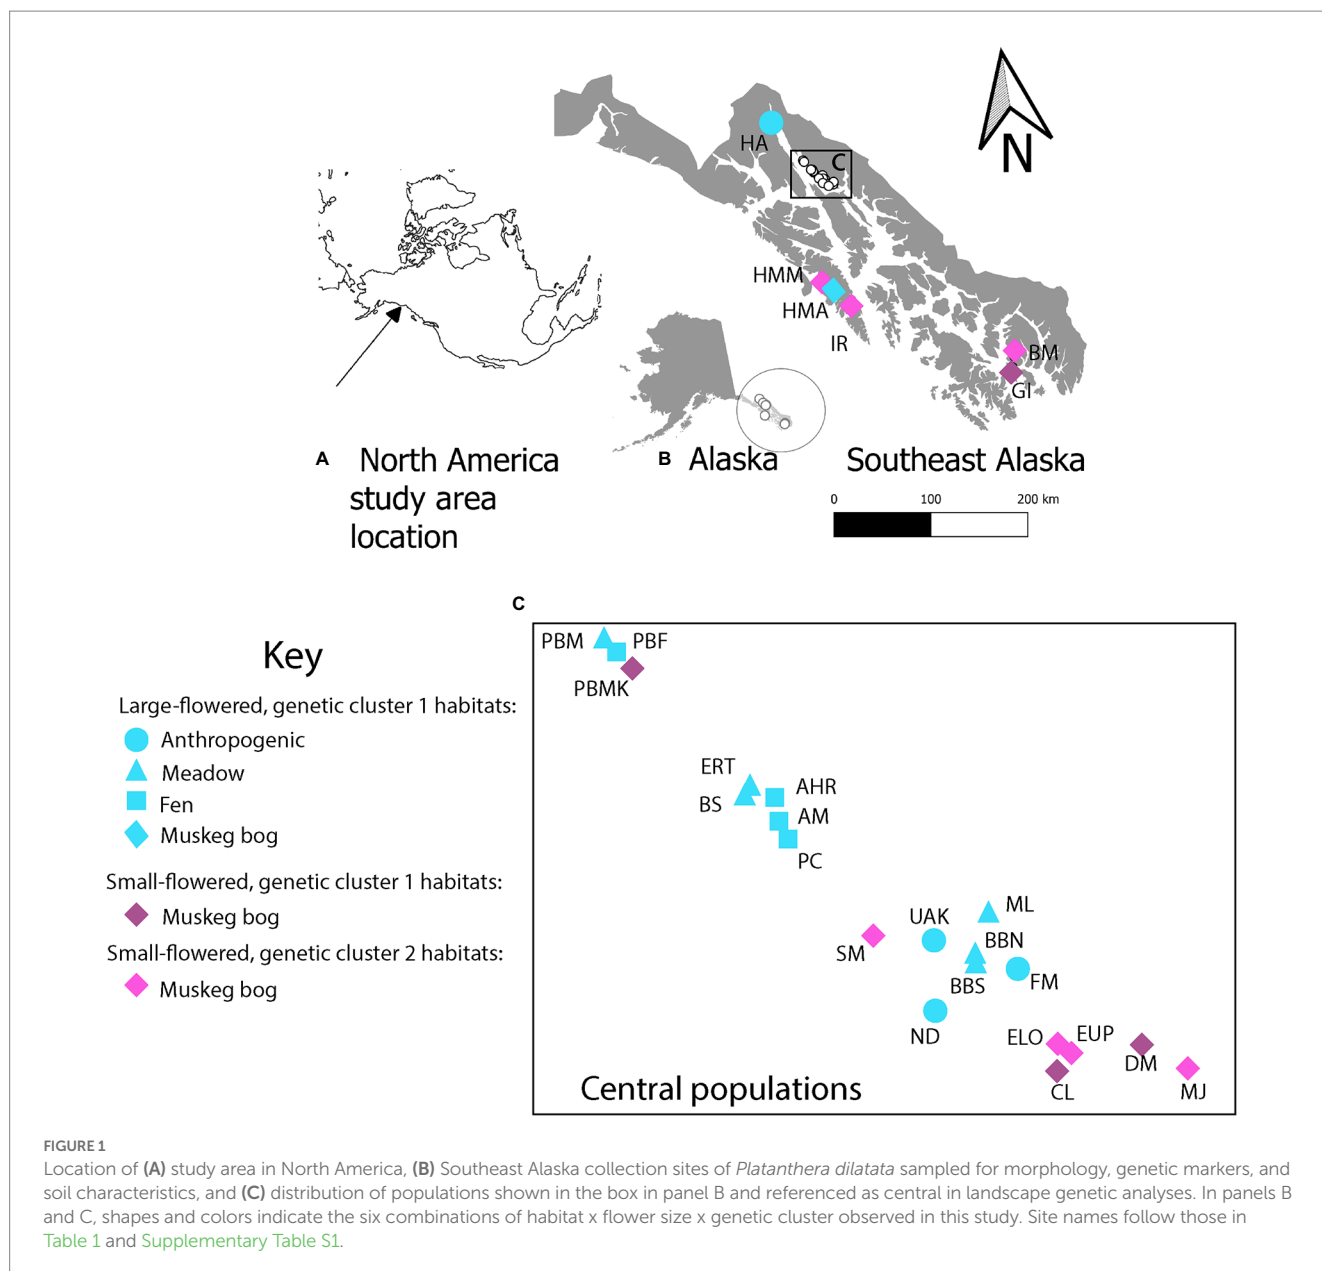 HA
C
N
HMM
HMA
IR
BM
GI
A North America
study area
location
B Alaska
Southeast Alaska
0 100 200 km
C
Key
Large-flowered, genetic cluster 1 habitats:
Anthropogenic
Meadow
Fen
Muskeg bog
Small-flowered, genetic cluster 1 habitats:
Muskeg bog
Small-flowered, genetic cluster 2 habitats:
Muskeg bog
PBM PBF
PBMK
ERT
AHR
BS
AM
PC
ML
UAK
BBN
SM
FM
BBS
ND
ELO EUP
DM
CL MJ
Central populations
FIGURE 1
Location of (A) study area in North America, (B) Southeast Alaska collection sites of Platanthera dilatata sampled for morphology, genetic markers, and
soil characteristics, and (C) distribution of populations shown in the box in panel B and referenced as central in landscape genetic analyses. In panels B
and C, shapes and colors indicate the six combinations of habitat x flower size x genetic cluster observed in this study. Site names follow those in
Table 1 and Supplementary Table S1.